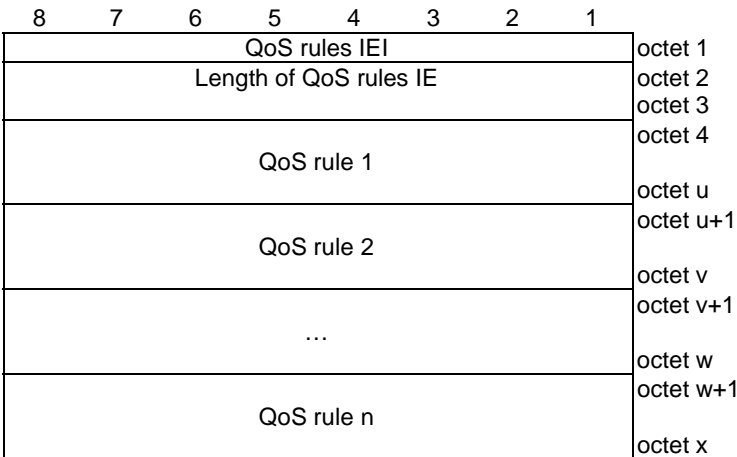 8 7 6 5 4 3 2 1
QoS rules IEI octet 1
Length of QoS rules IE octet 2
octet 3
octet 4
QoS rule 1
octet u
octet u+1
QoS rule 2
octet v
octet v+1
…
octet w
octet w+1
QoS rule n
octet x